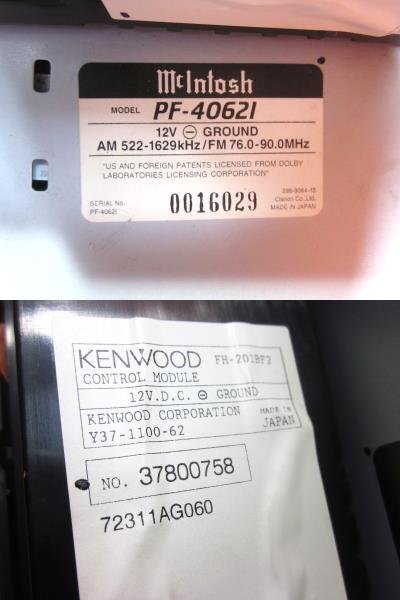 McIntosh
MODEL PF-4062I
12V ⊖ GROUND
AM 522-1629kHz/FM 76.0-90.0MHz
"US AND FOREIGN PATENTS LICENSED FROM DOLBY
LABORATORIES LICENSING CORPORATION"
SERIAL No.
PF-4062I
0016029
286-9064-15
Clarion Co.,Ltd.
MADE IN JAPAN
KENWOOD FH-201BF2
CONTROL MODULE
12V.D.C. ⊖ GROUND
KENWOOD CORPORATION MADE IN
Y37-1100-62 JAPAN
NO. 37800758
72311AG060